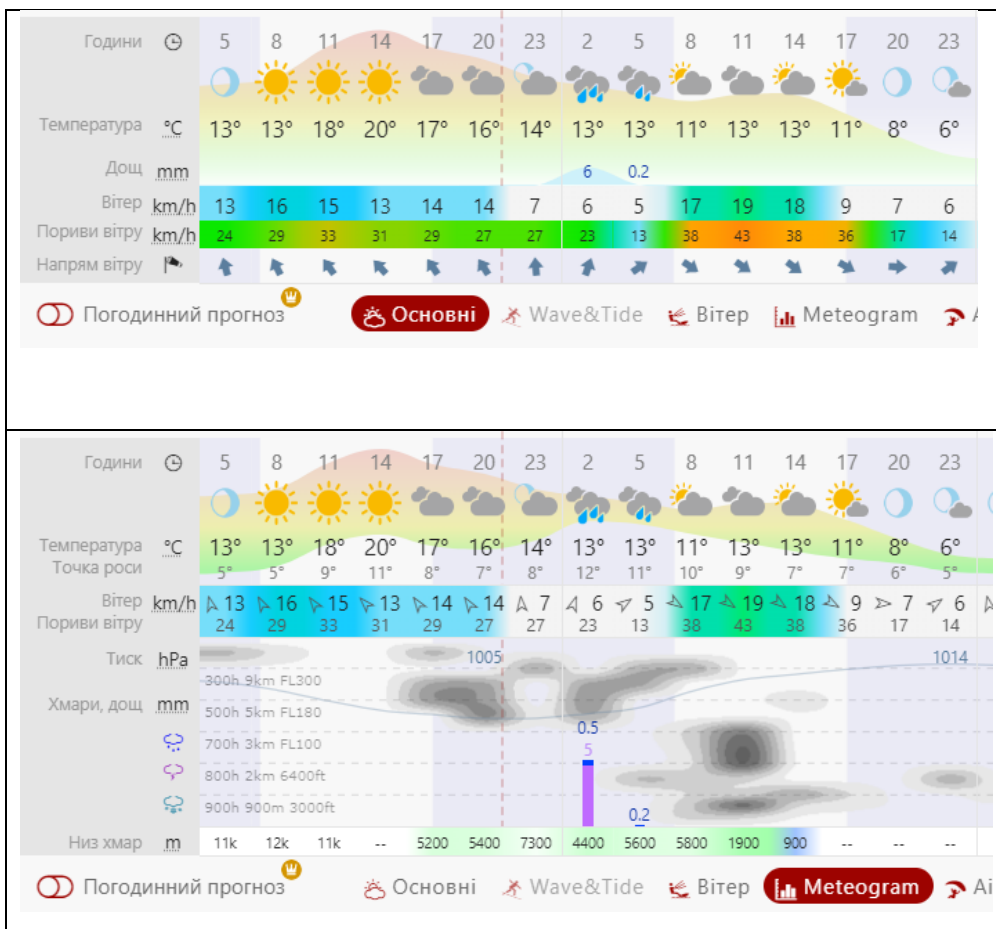 Години 5 8 11 14 17 20 23 2 5 8 11 14 17 20 23
Температура °C 13° 13° 18° 20° 17° 16° 14° 13° 13° 11° 13° 13° 11° 8° 6°
Дощ mm 6 0.2
Вітер km/h 13 16 15 13 14 14 7 6 5 17 19 18 9 7 6
Пориви вітру km/h 24 29 33 31 29 27 27 23 13 38 43 38 36 17 14
Напрям вітру
Погодинний прогноз Основні Wave&Tide Вітер Meteogram A
Години 5 8 11 14 17 20 23 2 5 8 11 14 17 20 23
Температура °C 13° 13° 18° 20° 17° 16° 14° 13° 13° 11° 13° 13° 11° 8° 6°
Точка роси 5° 5° 9° 11° 8° 7° 8° 12° 11° 10° 9° 7° 7° 6° 5°
Вітер km/h 13 16 15 13 14 14 7 6 5 17 19 18 9 7 6
Пориви вітру 24 29 33 31 29 27 27 23 13 38 43 38 36 17 14
Тиск hPa 1005 1014
300h 9km FL300
Хмари, дощ mm 500h 5km FL180
0.5
700h 3km FL100 5
800h 2km 6400ft
900h 900m 3000ft 0.2
Низ хмар m 11k 12k 11k -- 5200 5400 7300 4400 5600 5800 1900 900 -- -- --
Погодинний прогноз Основні Wave&Tide Вітер Meteogram Ai